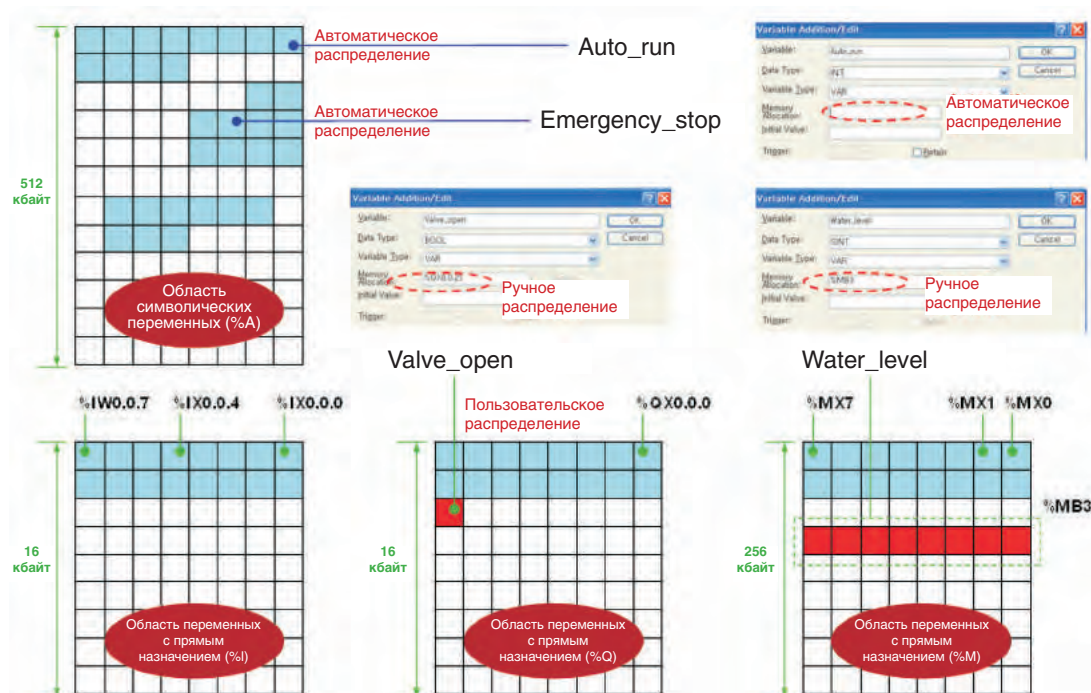 Автоматическое
распределение
Auto_run
Автоматическое
распределение
Emergency_stop
512
кбайт
Область
символических
переменных (%A)
Variable Addition/Edit
Variable:
Auto_run
OK
Data Type:
INT
Cancel
Variable Type:
VAR
Memory
Allocation:
Автоматическое
распределение
Initial Value:
Trigger:
Retain
Variable Addition/Edit
Variable:
Valve_open
OK
Data Type:
BOOL
Cancel
Variable Type:
VAR
Memory
Allocation:
Ручное
распределение
Initial Value:
Trigger:
Variable Addition/Edit
Variable:
Water_level
OK
Data Type:
SINT
Cancel
Variable Type:
VAR
Memory
Allocation:
%MB3
Ручное
распределение
Initial Value:
Trigger:
Valve_open
Water_level
%IW0.0.7
%IX0.0.4
%IX0.0.0
16
кбайт
Область переменных
с прямым
назначением (%I)
Пользовательское
распределение
%QX0.0.0
16
кбайт
Область переменных
с прямым
назначением (%Q)
%MX7
%MX1
%MX0
%MB3
256
кбайт
Область переменных
с прямым
назначением (%M)